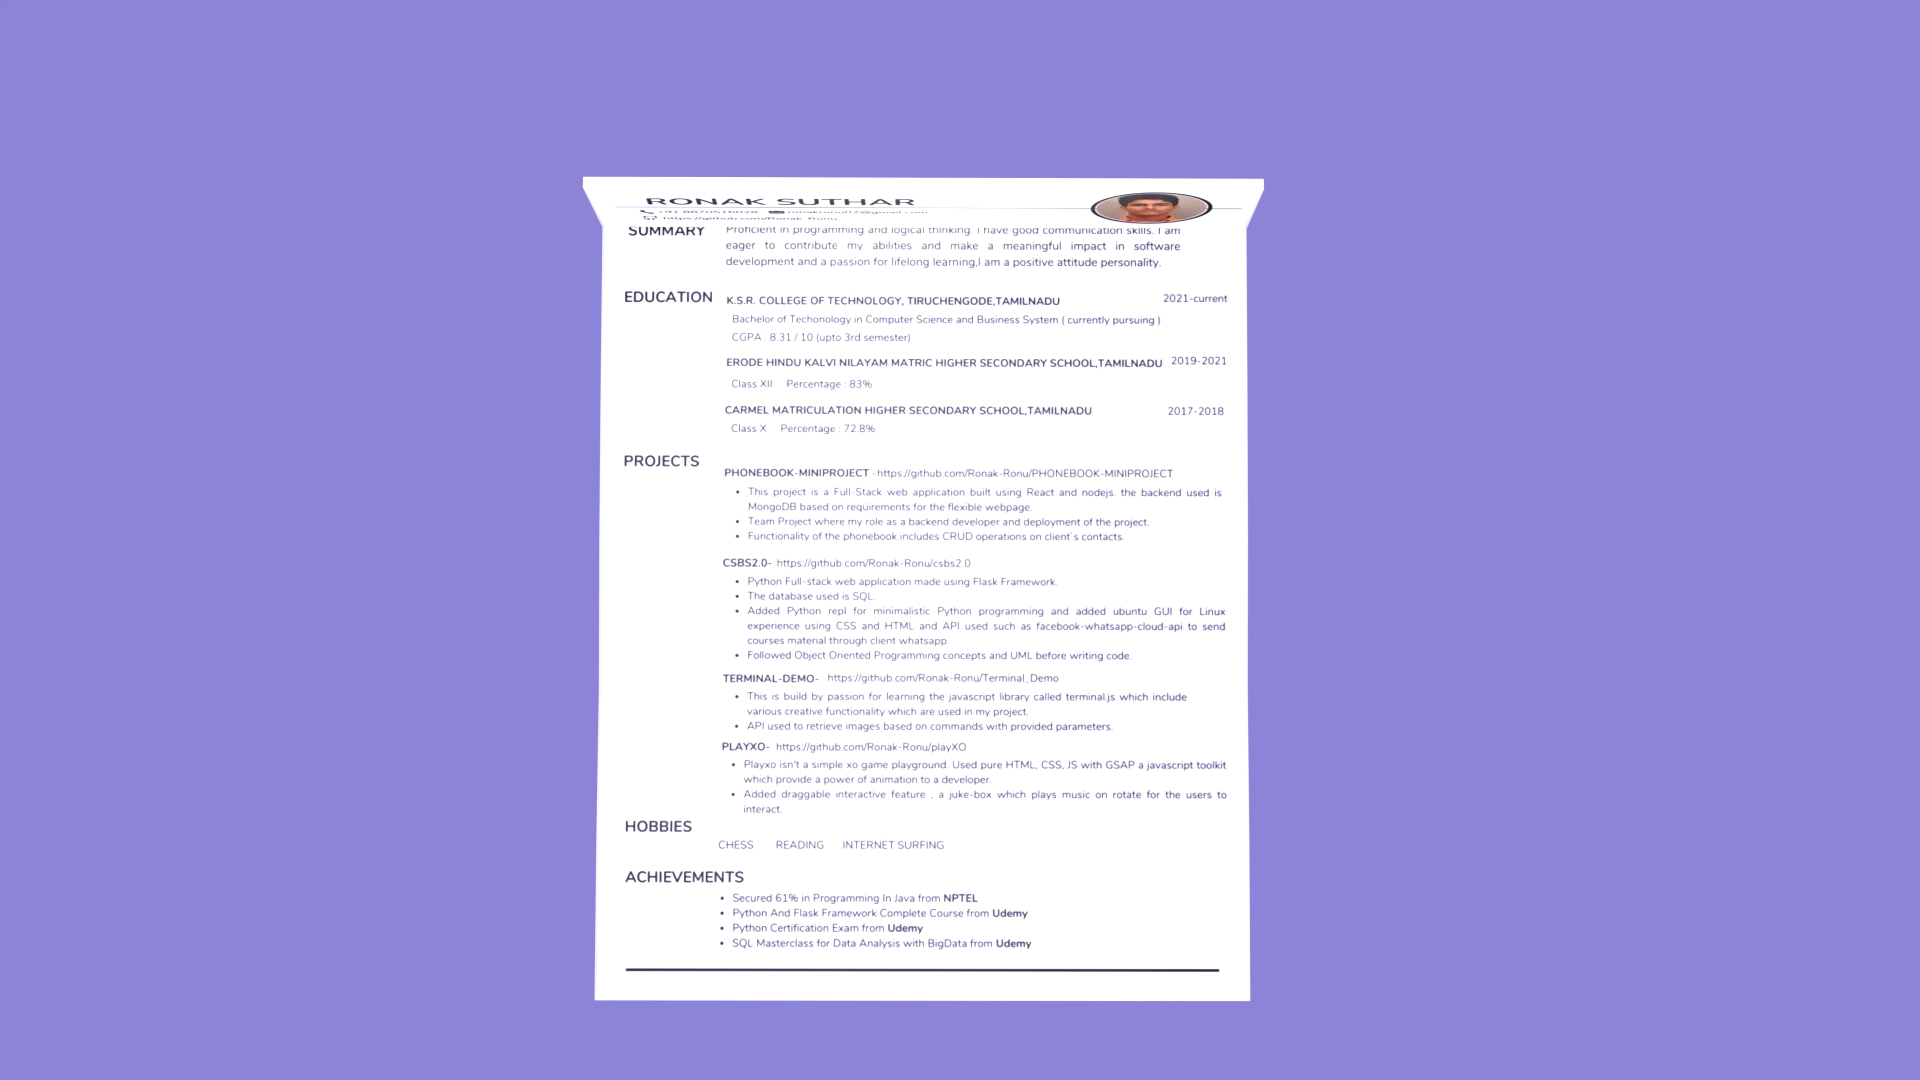 RONAK SUTHAR
https://github.com/Ronak-Ronu
SUMMARY
Proficient in programming and logical thinking. I have good communication skills. I am
eager to contribute my abilities and make a meaningful impact in software
development and a passion for lifelong learning,I am a positive attitude personality.
EDUCATION
K.S.R. COLLEGE OF TECHNOLOGY, TIRUCHENGODE,TAMILNADU 2021-current
Bachelor of Techonology in Computer Science and Business System ( currently pursuing )
CGPA : 8.31 / 10 (upto 3rd semester)
ERODE HINDU KALVI NILAYAM MATRIC HIGHER SECONDARY SCHOOL,TAMILNADU 2019-2021
Class XII Percentage : 83%
CARMEL MATRICULATION HIGHER SECONDARY SCHOOL,TAMILNADU 2017-2018
Class X Percentage : 72.8%
PROJECTS
PHONEBOOK-MINIPROJECT - https://github.com/Ronak-Ronu/PHONEBOOK-MINIPROJECT
• This project is a Full-Stack web application built using React and nodejs. the backend used is
MongoDB based on requirements for the flexible webpage.
• Team Project where my role as a backend developer and deployment of the project.
• Functionality of the phonebook includes CRUD operations on client's contacts.
CSBS2.0- https://github.com/Ronak-Ronu/csbs2.0
• Python Full-stack web application made using Flask Framework.
• The database used is SQL.
• Added Python repl for minimalistic Python programming and added ubuntu GUI for Linux
experience using CSS and HTML and API used such as facebook-whatsapp-cloud-api to send
courses material through client whatsapp.
• Followed Object Oriented Programming concepts and UML before writing code.
TERMINAL-DEMO- https://github.com/Ronak-Ronu/Terminal_Demo
• This is build by passion for learning the javascript library called terminal.js which include
various creative functionality which are used in my project.
• API used to retrieve images based on commands with provided parameters.
PLAYXO- https://github.com/Ronak-Ronu/playXO
• Playxo isn't a simple xo game playground. Used pure HTML, CSS, JS with GSAP a javascript toolkit
which provide a power of animation to a developer.
• Added draggable interactive feature , a juke-box which plays music on rotate for the users to
interact.
HOBBIES
CHESS READING INTERNET SURFING
ACHIEVEMENTS
• Secured 61% in Programming In Java from NPTEL
• Python And Flask Framework Complete Course from Udemy
• Python Certification Exam from Udemy
• SQL Masterclass for Data Analysis with BigData from Udemy